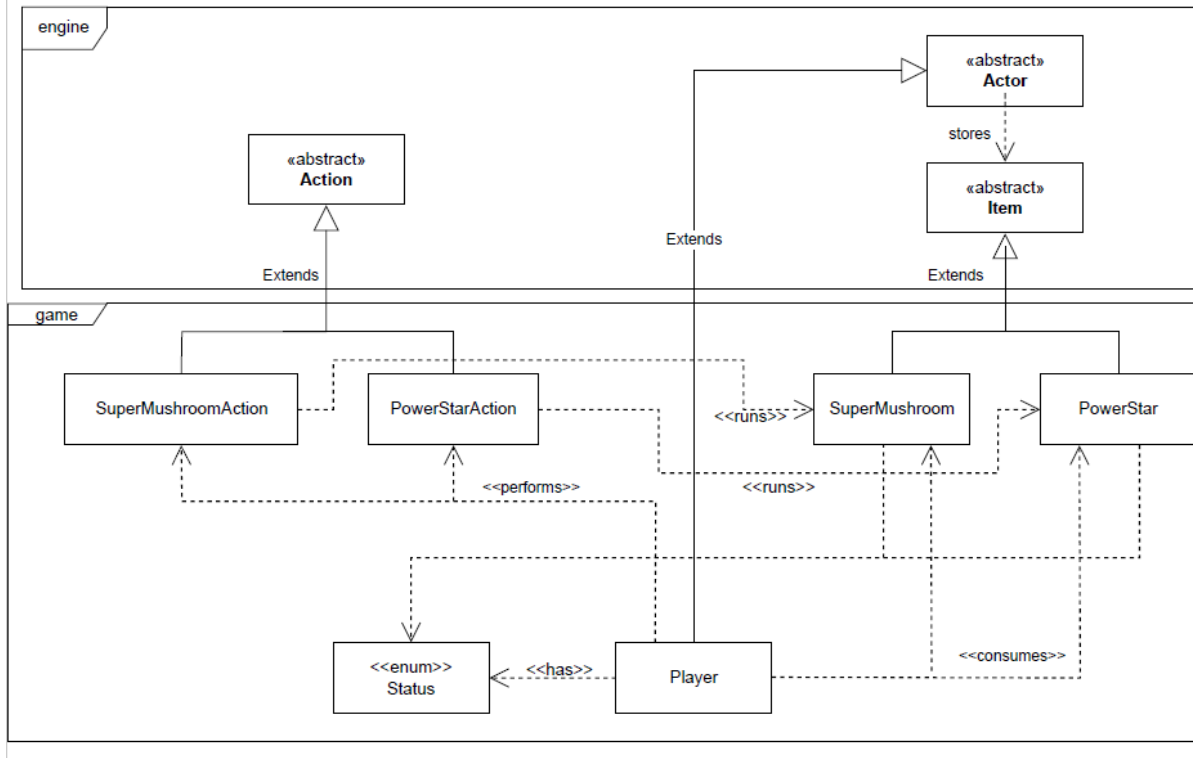 engine
«abstract»
Actor
stores
«abstract»
Action
«abstract»
Item
Extends
Extends
Extends
game
SuperMushroomAction
PowerStarAction
SuperMushroom
PowerStar
<<runs>>
<<performs>>
<<runs>>
<<enum>>
Status
<<has>>
Player
<<consumes>>